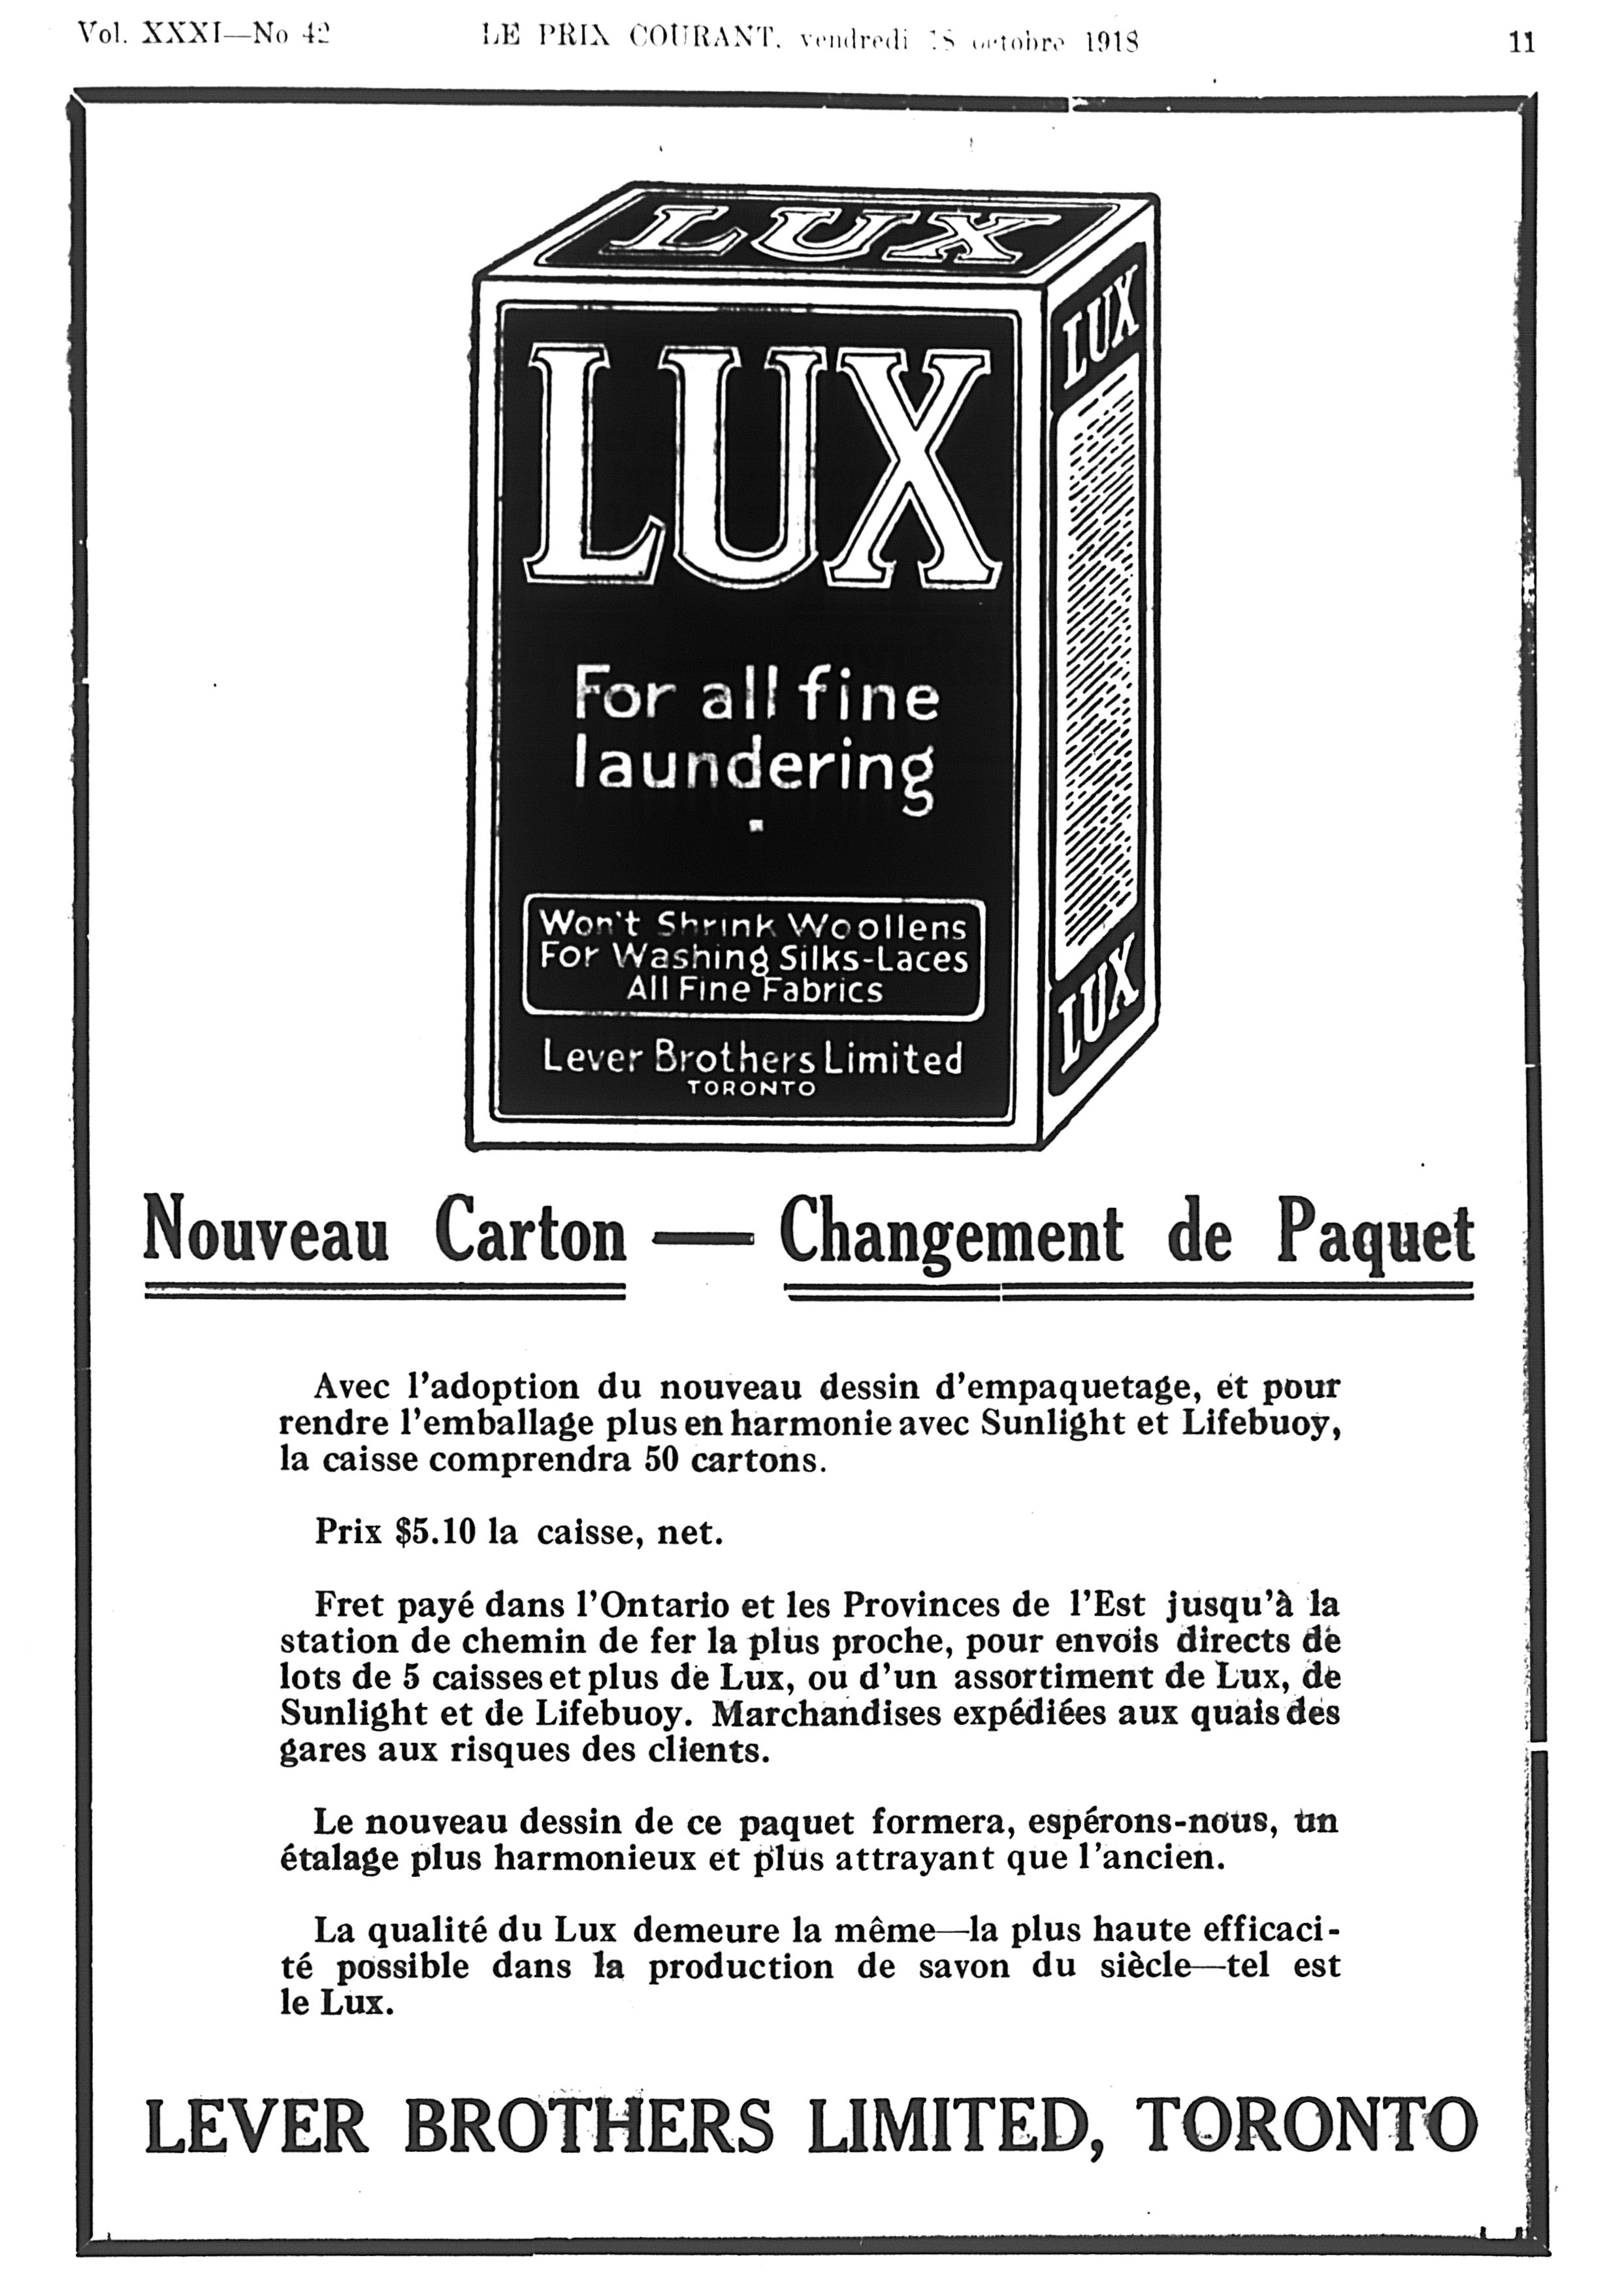 Vol. XXXI—No 42 LE PRIX COURANT, vendredi 18 octobre 1918 11
LUX
LUX
LUX
For all fine
laundering
Won't Shrink Woollens
For Washing Silks-Laces
All Fine Fabrics
Lever Brothers Limited
TORONTO
LUX
Nouveau Carton — Changement de Paquet
Avec l'adoption du nouveau dessin d'empaquetage, et pour
rendre l'emballage plus en harmonie avec Sunlight et Lifebuoy,
la caisse comprendra 50 cartons.
Prix $5.10 la caisse, net.
Fret payé dans l'Ontario et les Provinces de l'Est jusqu'à la
station de chemin de fer la plus proche, pour envois directs de
lots de 5 caisses et plus de Lux, ou d'un assortiment de Lux, de
Sunlight et de Lifebuoy. Marchandises expédiées aux quais des
gares aux risques des clients.
Le nouveau dessin de ce paquet formera, espérons-nous, un
étalage plus harmonieux et plus attrayant que l'ancien.
La qualité du Lux demeure la même—la plus haute efficaci-
té possible dans la production de savon du siècle—tel est
le Lux.
LEVER BROTHERS LIMITED, TORONTO